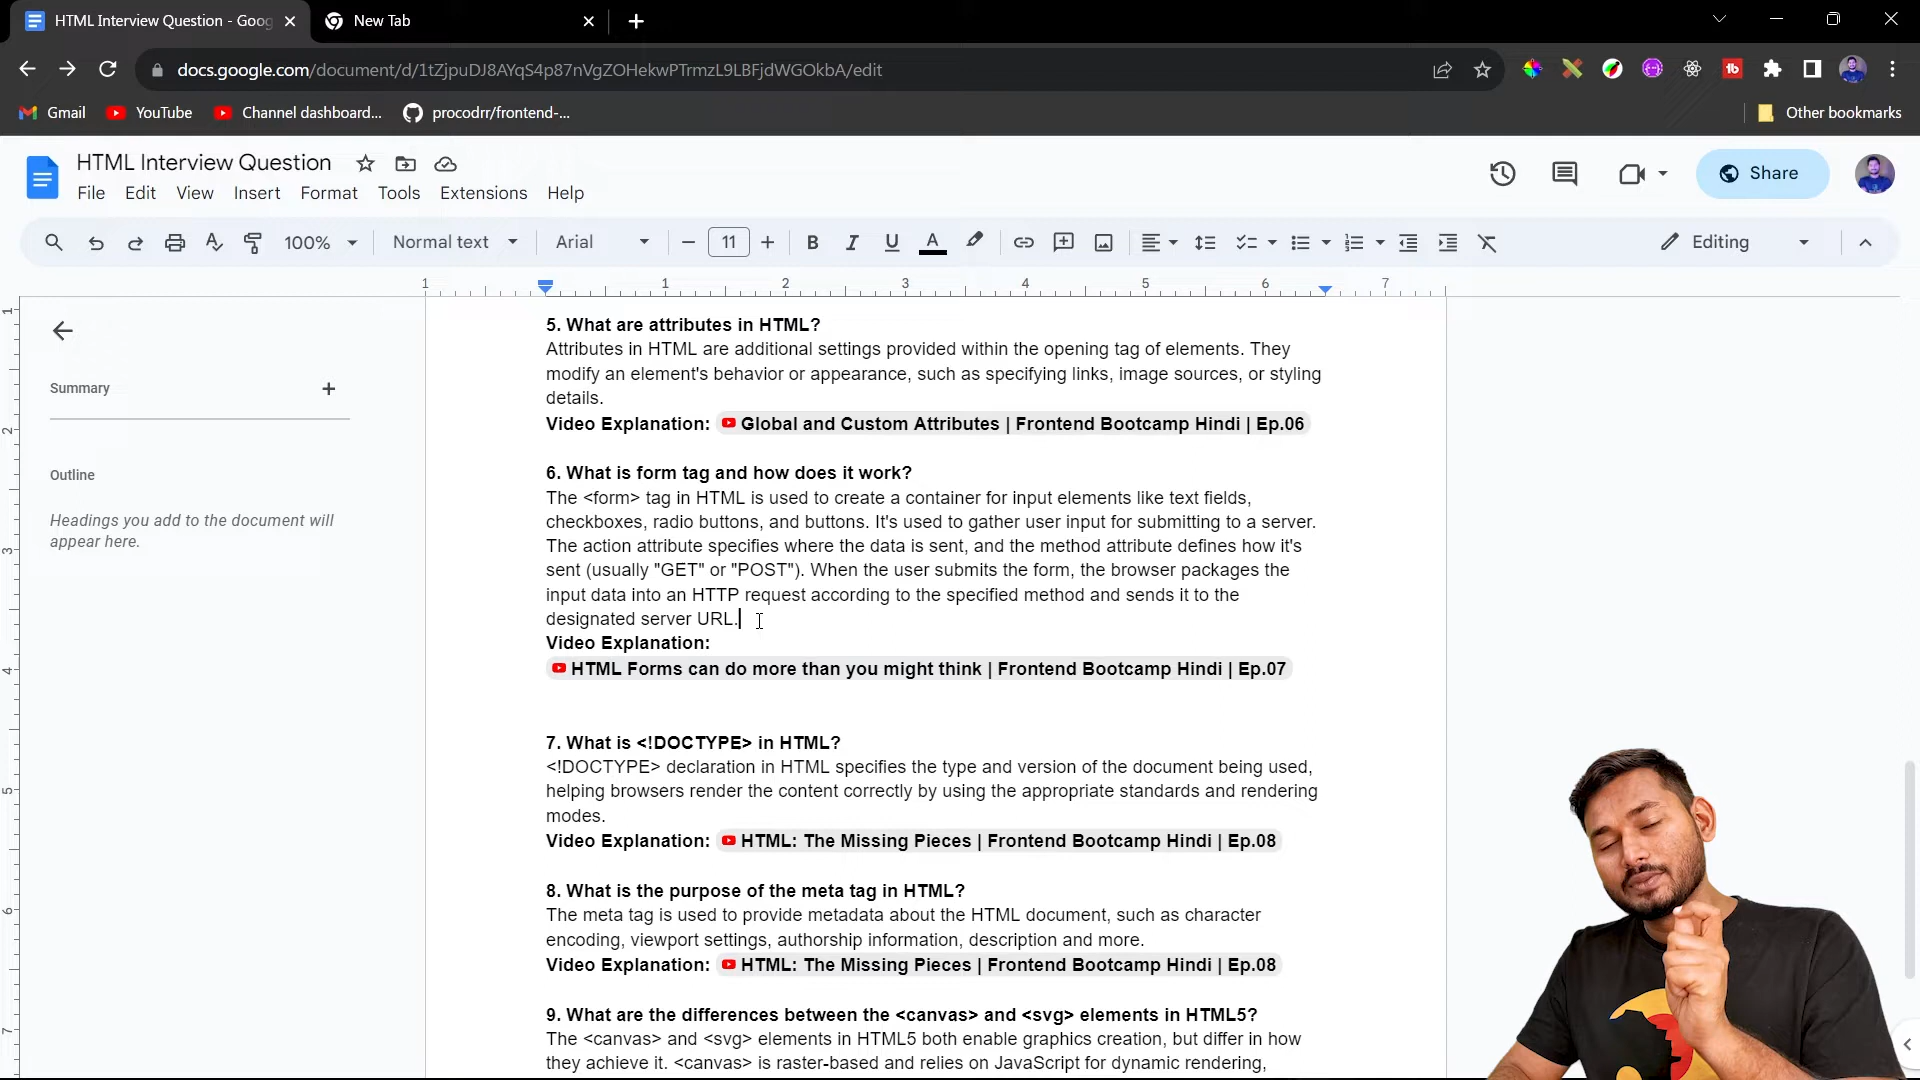 HTML Interview Question - Goog
New Tab
docs.google.com/document/d/1tZjpuDJ8AYqS4p87nVgZOHekwPTrmzL9LBFjdWGOkbA/edit
Gmail
YouTube
Channel dashboard...
procodrr/frontend-...
Other bookmarks
HTML Interview Question
File Edit View Insert Format Tools Extensions Help
Share
100% Normal text Arial 11 Editing
1 1 2 3 4 5 6 7
Summary
Outline
Headings you add to the document will
appear here.
5. What are attributes in HTML?
Attributes in HTML are additional settings provided within the opening tag of elements. They
modify an element's behavior or appearance, such as specifying links, image sources, or styling
details.
Video Explanation: Global and Custom Attributes | Frontend Bootcamp Hindi | Ep.06
6. What is form tag and how does it work?
The <form> tag in HTML is used to create a container for input elements like text fields,
checkboxes, radio buttons, and buttons. It's used to gather user input for submitting to a server.
The action attribute specifies where the data is sent, and the method attribute defines how it's
sent (usually "GET" or "POST"). When the user submits the form, the browser packages the
input data into an HTTP request according to the specified method and sends it to the
designated server URL.
Video Explanation:
HTML Forms can do more than you might think | Frontend Bootcamp Hindi | Ep.07
7. What is <!DOCTYPE> in HTML?
<!DOCTYPE> declaration in HTML specifies the type and version of the document being used,
helping browsers render the content correctly by using the appropriate standards and rendering
modes.
Video Explanation: HTML: The Missing Pieces | Frontend Bootcamp Hindi | Ep.08
8. What is the purpose of the meta tag in HTML?
The meta tag is used to provide metadata about the HTML document, such as character
encoding, viewport settings, authorship information, description and more.
Video Explanation: HTML: The Missing Pieces | Frontend Bootcamp Hindi | Ep.08
9. What are the differences between the <canvas> and <svg> elements in HTML5?
The <canvas> and <svg> elements in HTML5 both enable graphics creation, but differ in how
they achieve it. <canvas> is raster-based and relies on JavaScript for dynamic rendering,